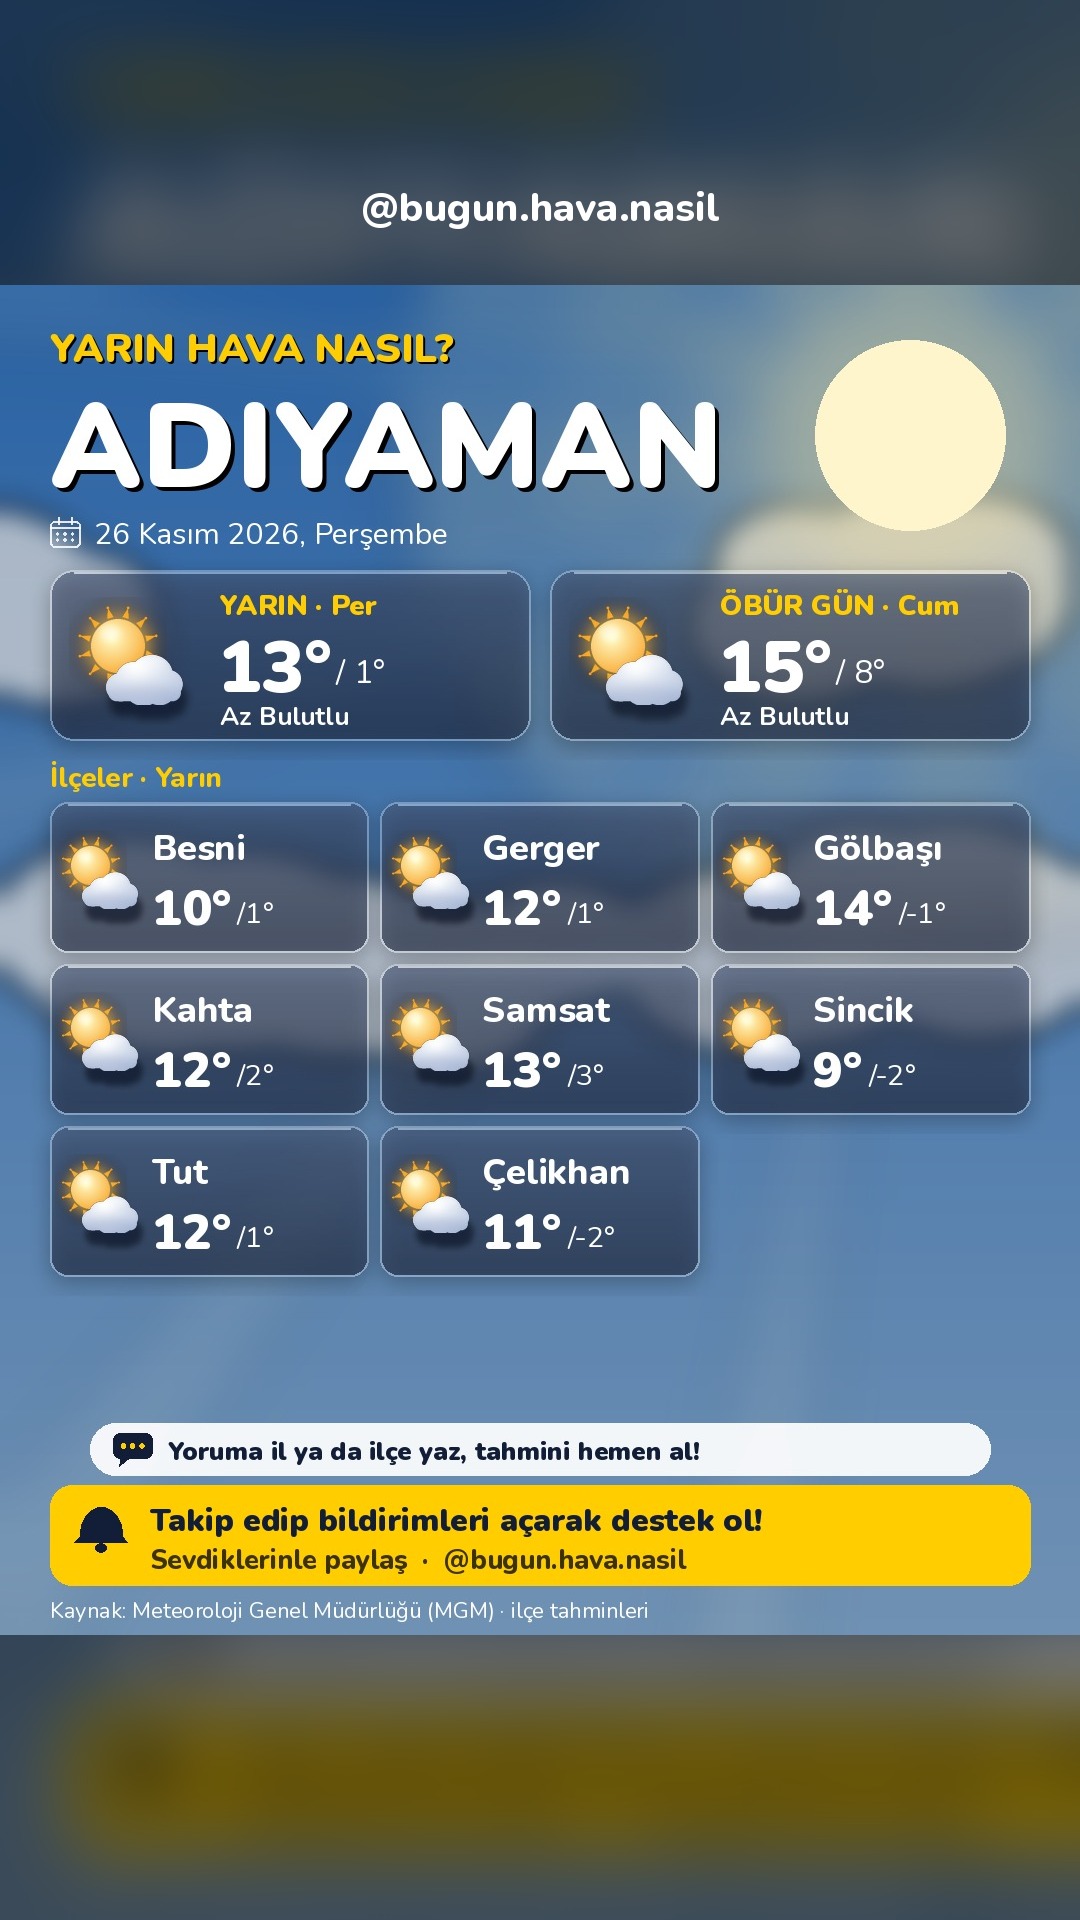 @bugun.hava.nasil
YARIN HAVA NASIL?
ADIYAMAN
26 Kasım 2026, Perşembe
YARIN · Per
13° / 1°
Az Bulutlu
ÖBÜR GÜN · Cum
15° / 8°
Az Bulutlu
İlçeler · Yarın
Besni
10° /1°
Gerger
12° /1°
Gölbaşı
14° /-1°
Kahta
12° /2°
Samsat
13° /3°
Sincik
9° /-2°
Tut
12° /1°
Çelikhan
11° /-2°
Yoruma il ya da ilçe yaz, tahmini hemen al!
Takip edip bildirimleri açarak destek ol!
Sevdiklerinle paylaş · @bugun.hava.nasil
Kaynak: Meteoroloji Genel Müdürlüğü (MGM) · ilçe tahminleri